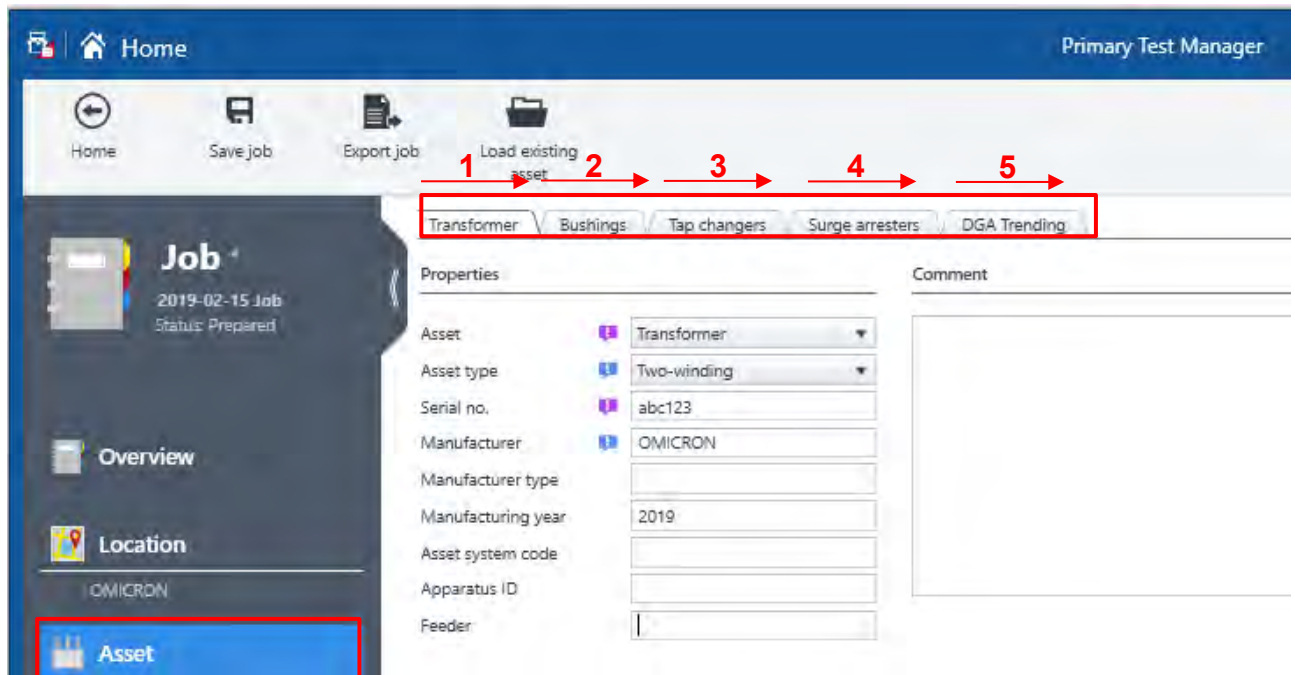 Home
Primary Test Manager
Home
Save job
Export job
Load existing
asset
1
2
3
4
5
Transformer
Bushings
Tap changers
Surge arresters
DGA Trending
Job *
2019-02-15 Job
Status: Prepared
Overview
Location
OMICRON
Asset
Properties
Comment
Asset
Transformer
Asset type
Two-winding
Serial no.
abc123
Manufacturer
OMICRON
Manufacturer type
Manufacturing year
2019
Asset system code
Apparatus ID
Feeder